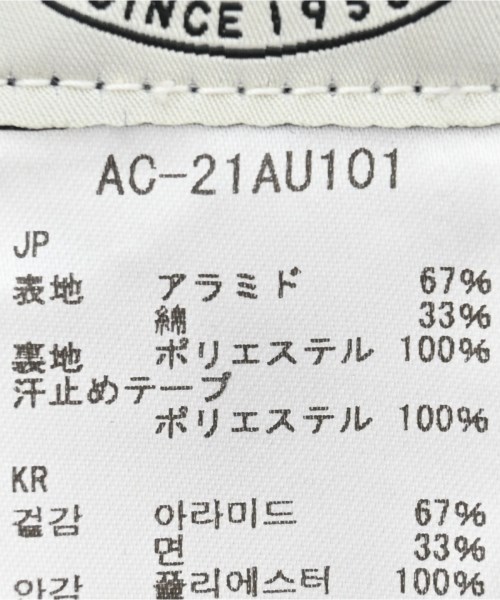 SINCE 1950
AC-21AU101
JP
表地 アラミド 67%
綿 33%
裏地 ポリエステル 100%
汗止めテープ
ポリエステル 100%
KR
겉감 아라미드 67%
면 33%
안감 폴리에스터 100%